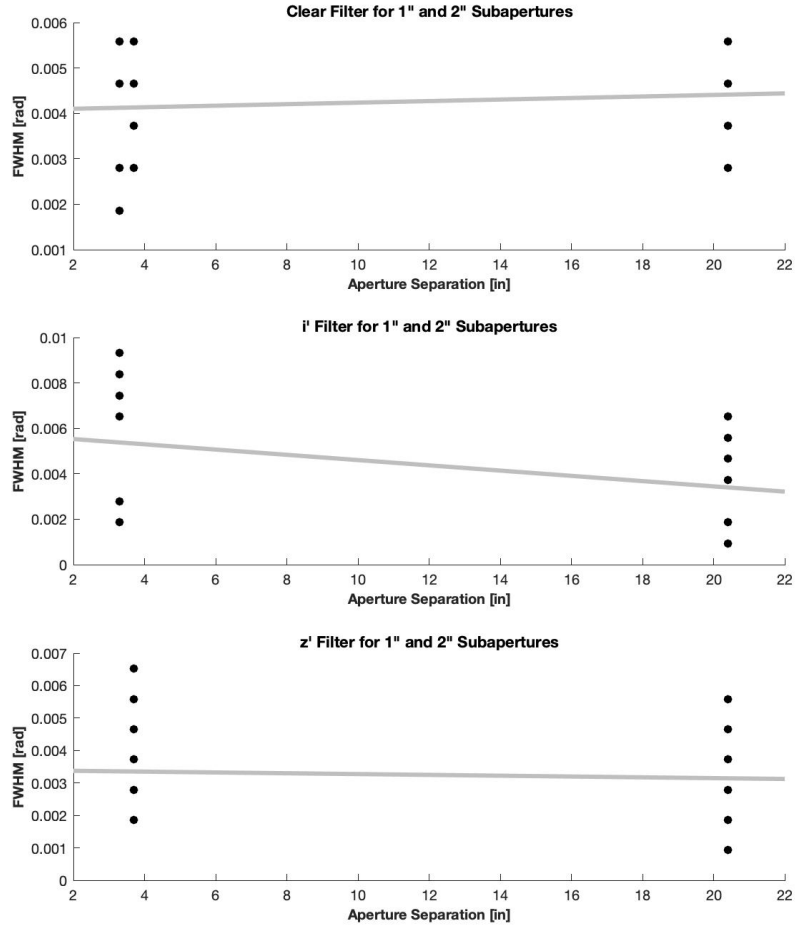 Clear Filter for 1" and 2" Subapertures
0.006
0.005
0.004
0.003
0.002
0.001
FWHM [rad]
2 4 6 8 10 12 14 16 18 20 22
Aperture Separation [in]
i' Filter for 1" and 2" Subapertures
0.01
0.008
0.006
0.004
0.002
0
FWHM [rad]
2 4 6 8 10 12 14 16 18 20 22
Aperture Separation [in]
z' Filter for 1" and 2" Subapertures
0.007
0.006
0.005
0.004
0.003
0.002
0.001
0
FWHM [rad]
2 4 6 8 10 12 14 16 18 20 22
Aperture Separation [in]